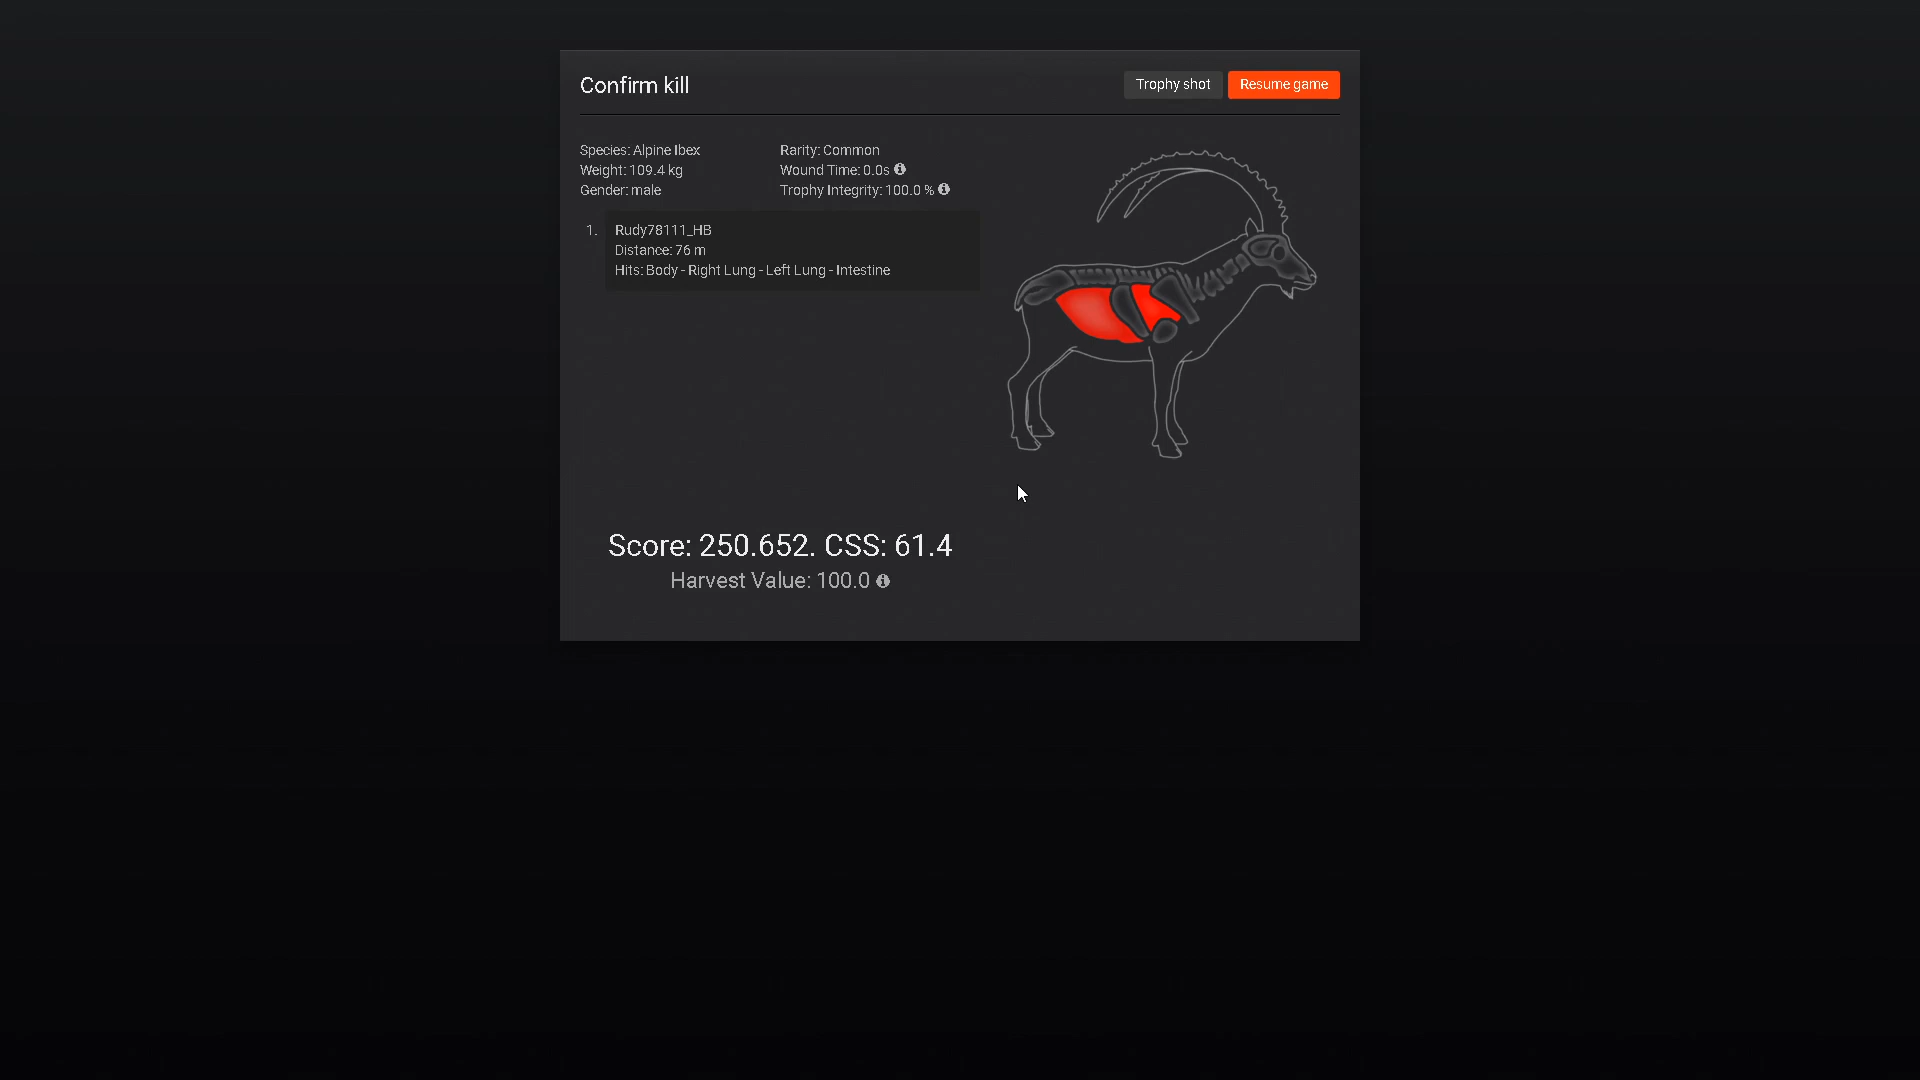 Confirm kill
Trophy shot
Resume game
Species: Alpine Ibex
Weight: 109.4 kg
Gender: male
Rarity: Common
Wound Time: 0.0s
Trophy Integrity: 100.0 %
1.
Rudy78111_HB
Distance: 76 m
Hits: Body - Right Lung - Left Lung - Intestine
Score: 250.652. CSS: 61.4
Harvest Value: 100.0